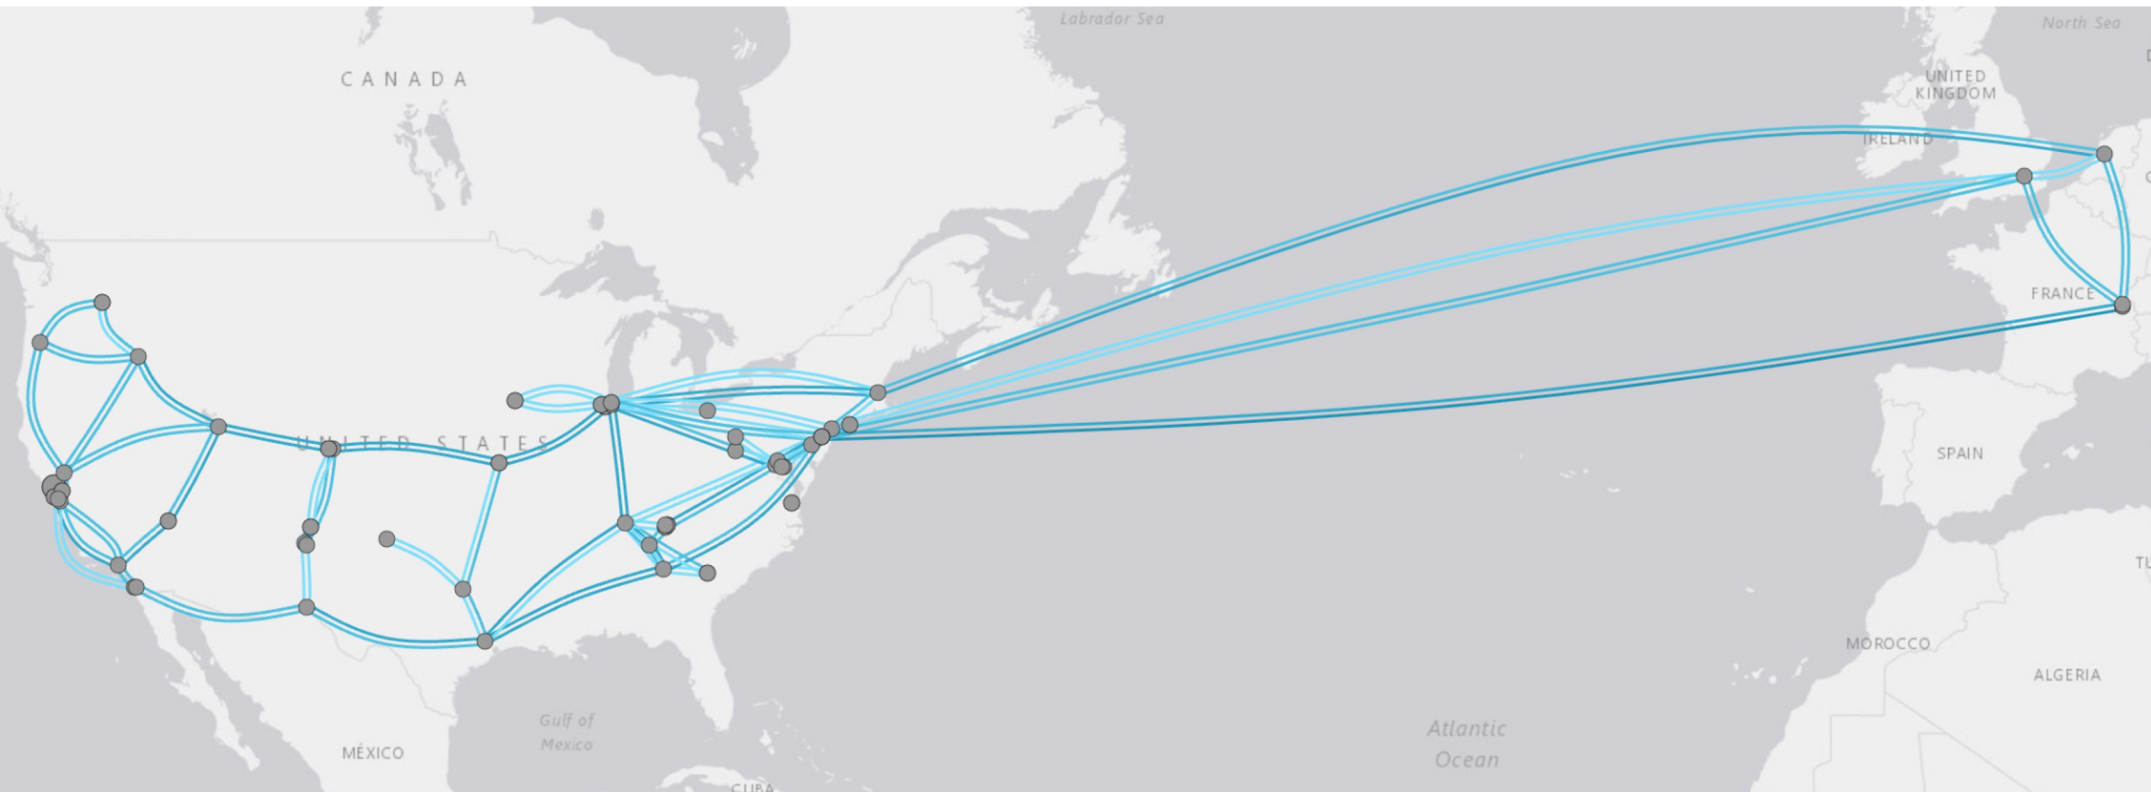 Labrador Sea
North Sea
CANADA
UNITED
KINGDOM
IRELAND
FRANCE
UNITED STATES
SPAIN
MOROCCO
ALGERIA
Gulf of
Mexico
Atlantic
Ocean
MÉXICO
CUBA